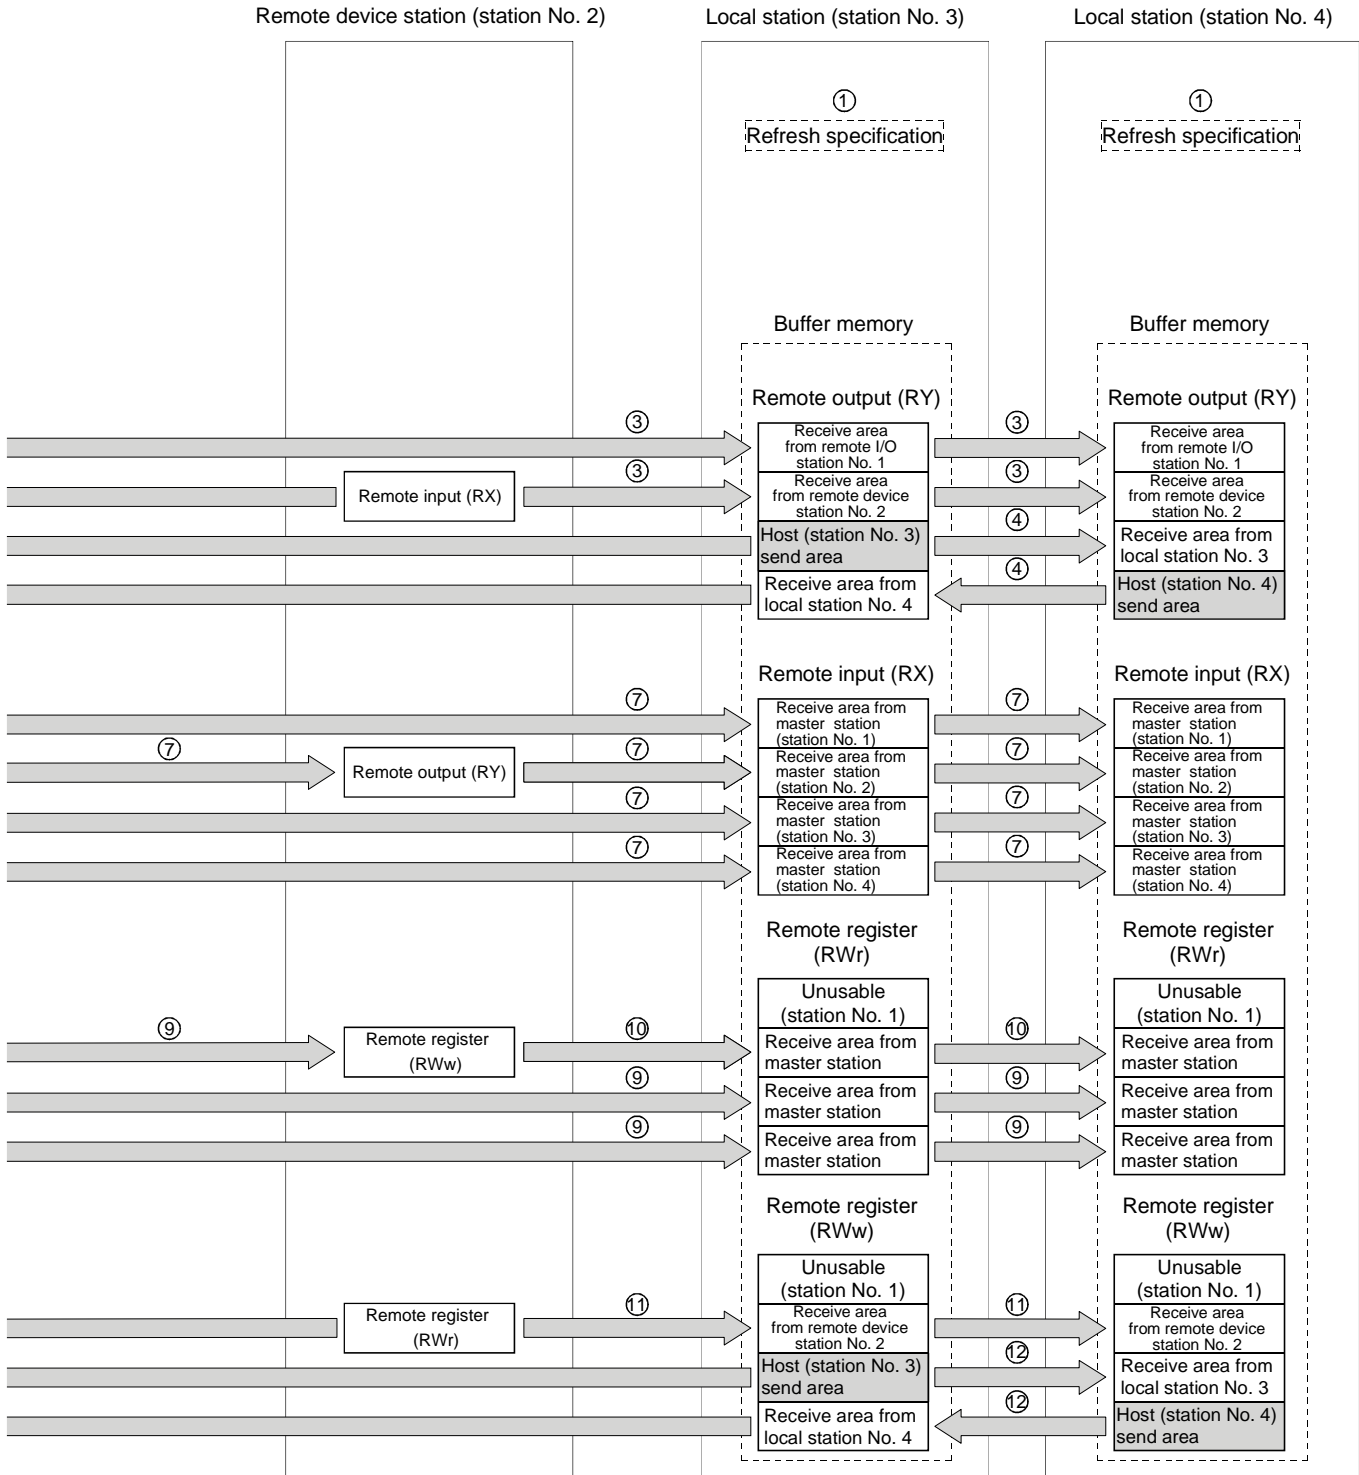 Remote device station (station No. 2)
Local station (station No. 3)
Local station (station No. 4)
①
①
Refresh specification
Refresh specification
Buffer memory
Buffer memory
Remote output (RY)
Remote output (RY)
③
Receive area
from remote I/O
station No. 1
③
Receive area
from remote I/O
station No. 1
Remote input (RX)
③
Receive area
from remote device
station No. 2
③
Receive area
from remote device
station No. 2
Host (station No. 3)
send area
④
Receive area from
local station No. 3
Receive area from
local station No. 4
④
Host (station No. 4)
send area
Remote input (RX)
Remote input (RX)
⑦
Receive area from
master station
(station No. 1)
⑦
Receive area from
master station
(station No. 1)
⑦
Remote output (RY)
⑦
Receive area from
master station
(station No. 2)
⑦
Receive area from
master station
(station No. 2)
⑦
Receive area from
master station
(station No. 3)
⑦
Receive area from
master station
(station No. 3)
⑦
Receive area from
master station
(station No. 4)
⑦
Receive area from
master station
(station No. 4)
Remote register
(RWr)
Remote register
(RWr)
Unusable
(station No. 1)
Unusable
(station No. 1)
⑨
Remote register
(RWw)
⑩
Receive area from
master station
⑩
Receive area from
master station
⑨
Receive area from
master station
⑨
Receive area from
master station
⑨
Receive area from
master station
⑨
Receive area from
master station
Remote register
(RWw)
Remote register
(RWw)
Unusable
(station No. 1)
Unusable
(station No. 1)
Remote register
(RWr)
⑪
Receive area
from remote device
station No. 2
⑪
Receive area
from remote device
station No. 2
Host (station No. 3)
send area
⑫
Receive area from
local station No. 3
Receive area from
local station No. 4
⑫
Host (station No. 4)
send area